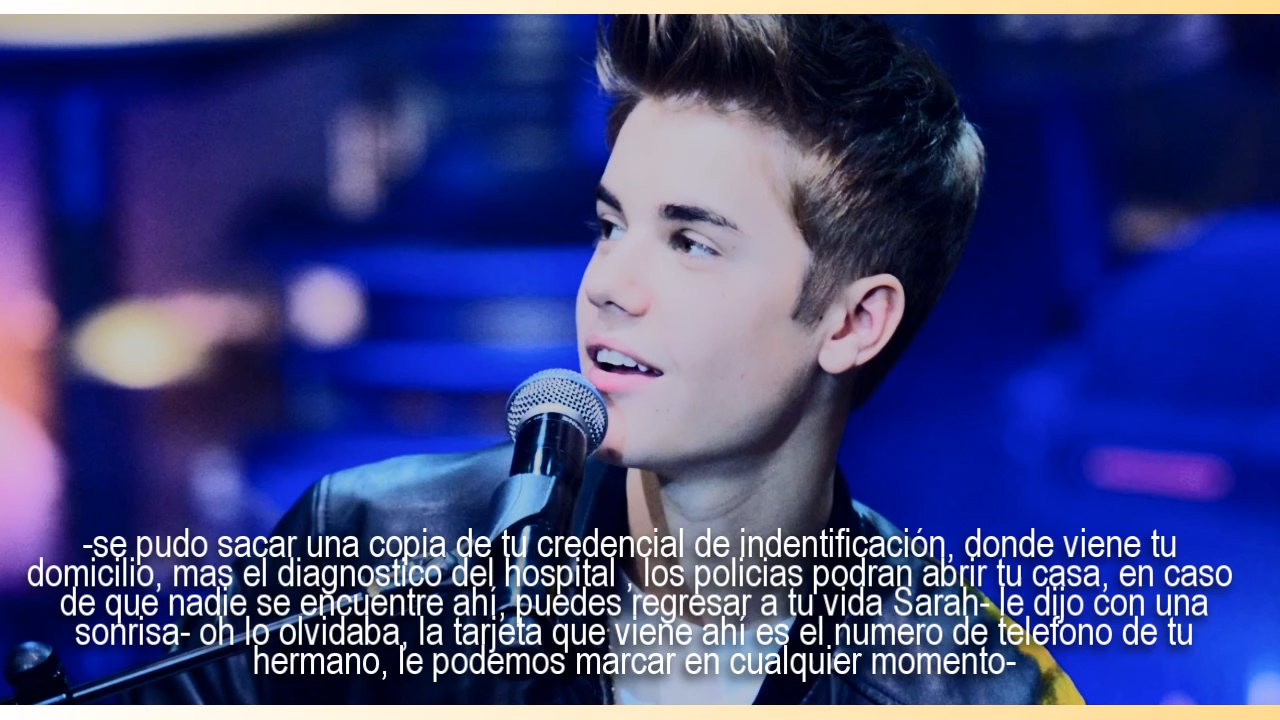 -se pudo sacar una copia de tu credencial de indentificación, donde viene tu
domicilio, mas el diagnostico del hospital , los policias podran abrir tu casa, en caso
de que nadie se encuentre ahí, puedes regresar a tu vida Sarah- le dijo con una
sonrisa- oh lo olvidaba, la tarjeta que viene ahi es el numero de telefono de tu
hermano, le podemos marcar en cualquier momento-